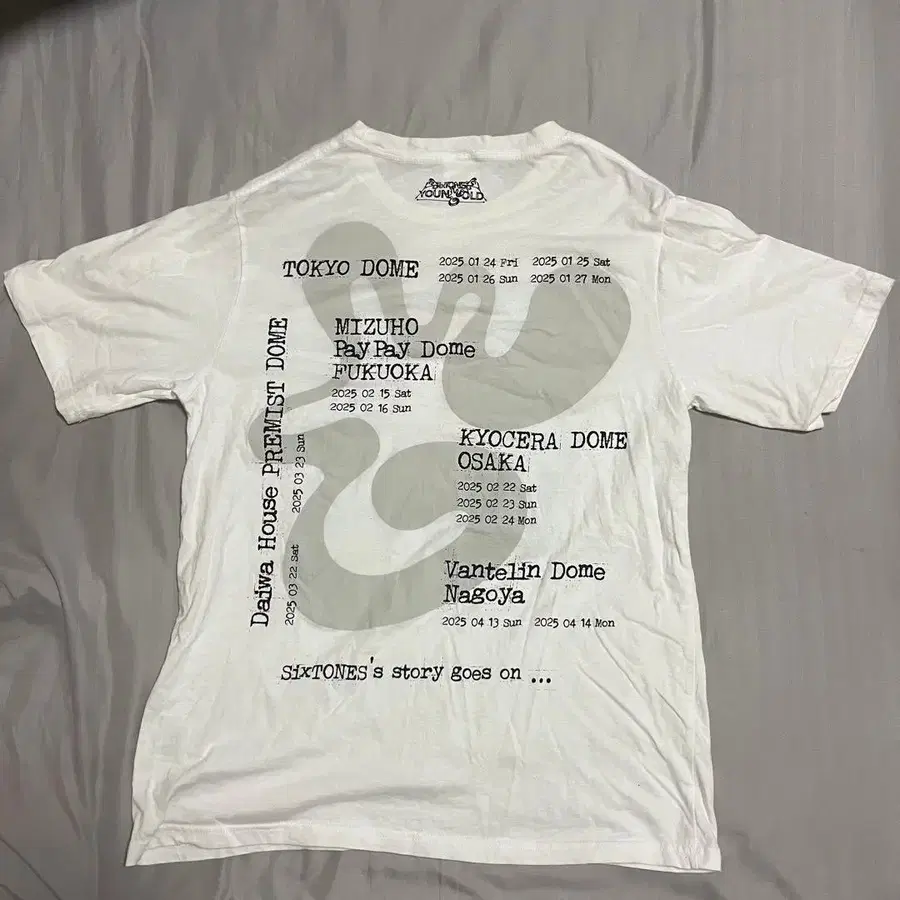 SixTONES
YOUNG OLD
TOKYO DOME
2025 01 24 Fri 2025 01 25 Sat
2025 01 26 Sun 2025 01 27 Mon
MIZUHO
PayPay Dome
FUKUOKA
2025 02 15 Sat
2025 02 16 Sun
Daiwa House PREMIST DOME
2025 03 22 Sat 2025 03 23 Sun
KYOCERA DOME
OSAKA
2025 02 22 Sat
2025 02 23 Sun
2025 02 24 Mon
Vantelin Dome
Nagoya
2025 04 13 Sun 2025 04 14 Mon
SixTONES's story goes on ...